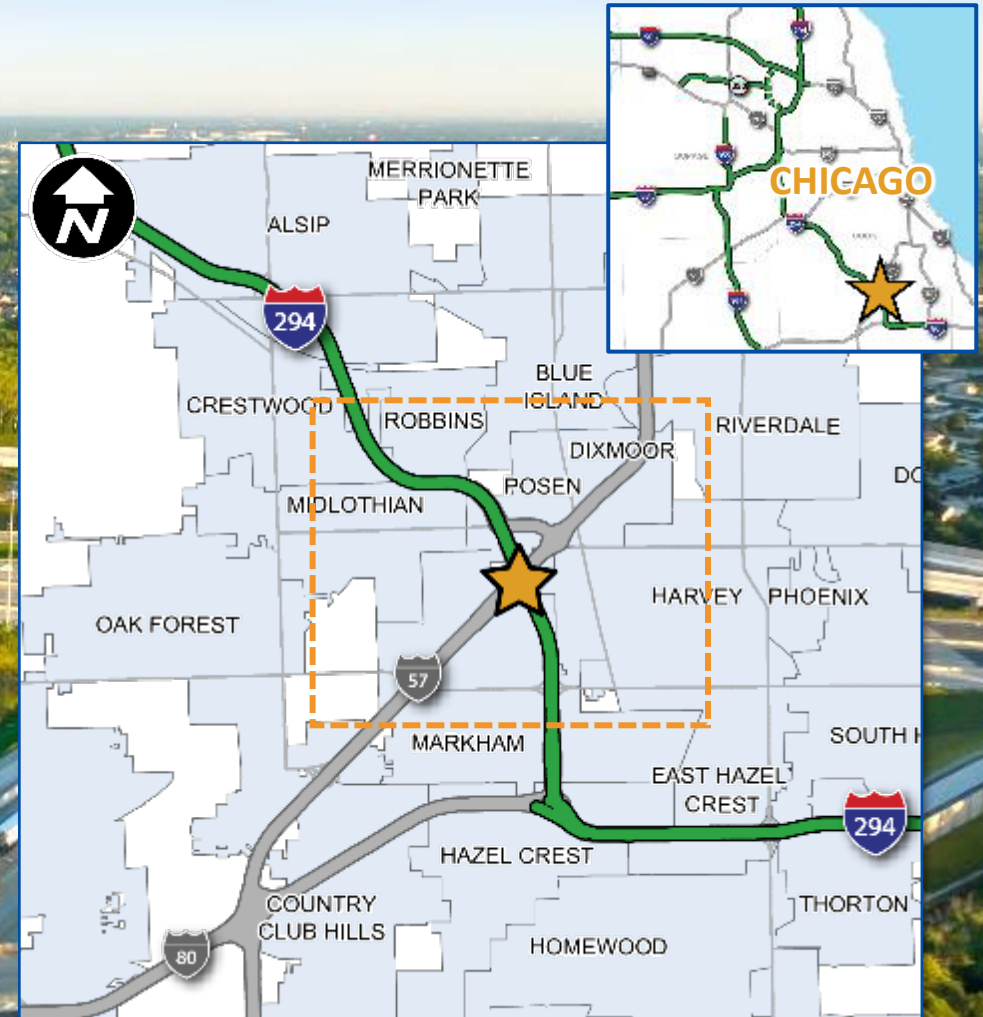 CHICAGO
N
MERRIONETTE
PARK
ALSIP
294
BLUE
ISLAND
CRESTWOOD
ROBBINS
RIVERDALE
DIXMOOR
POSEN
DO
MIDLOTHIAN
HARVEY
PHOENIX
OAK FOREST
57
MARKHAM
SOUTH H
EAST HAZEL
CREST
294
HAZEL CREST
COUNTRY
CLUB HILLS
THORTON
HOMEWOOD
80